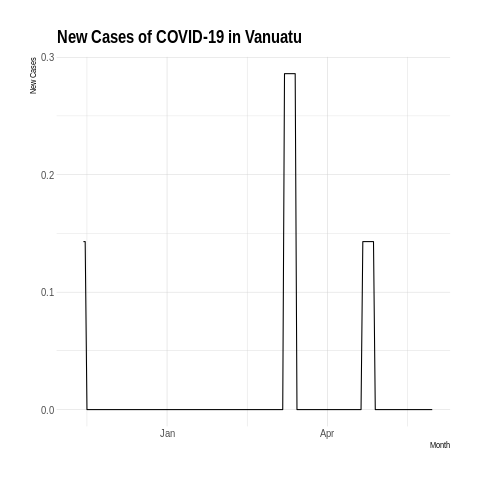 New Cases of COVID-19 in Vanuatu
New Cases
0.3
0.2
0.1
0.0
Jan
Apr
Month